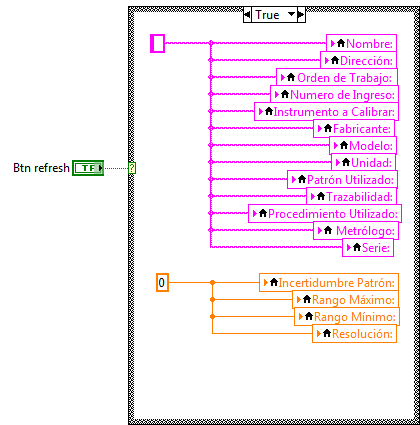 True
Nombre:
Dirección:
Orden de Trabajo:
Numero de Ingreso:
Instrumento a Calibrar:
Fabricante:
Modelo:
Unidad:
Btn refresh TF ?
Patrón Utilizado:
Trazabilidad:
Procedimiento Utilizado:
Metrólogo:
Serie:
0
Incertidumbre Patrón:
Rango Máximo:
Rango Mínimo:
Resolución: